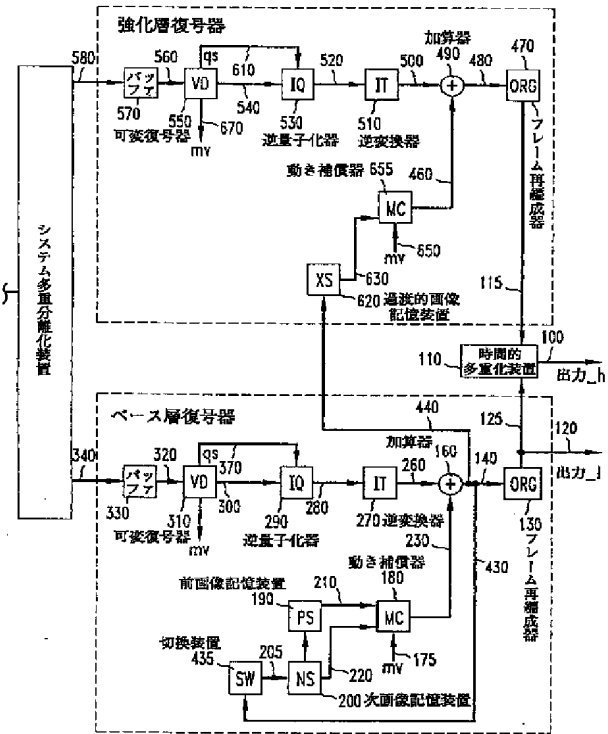 強化層復号器
580
560
qs
610
520
500
加算器
490
480
470
バッファ
VD
540
IQ
IT
+
ORG
570
550
670
530
510
可変復号器
mv
逆量子化器
逆変換器
フレーム再編成器
動き補償器
655
460
MC
システム多重分離化装置
mv
650
630
XS
620 過渡的画像記憶装置
115
110
時間的多重化装置
100
出力_h
ベース層復号器
440
125
120
加算器
出力_l
340
320
qs
370
260
160
140
バッファ
VD
300
IQ
280
IT
+
ORG
330
310
290
270 逆変換器
230
430
130
可変復号器
mv
逆量子化器
フレーム再編成器
動き補償器
前画像記憶装置
210
180
190
PS
MC
切換装置
435
205
220
mv
175
SW
NS
200 次画像記憶装置